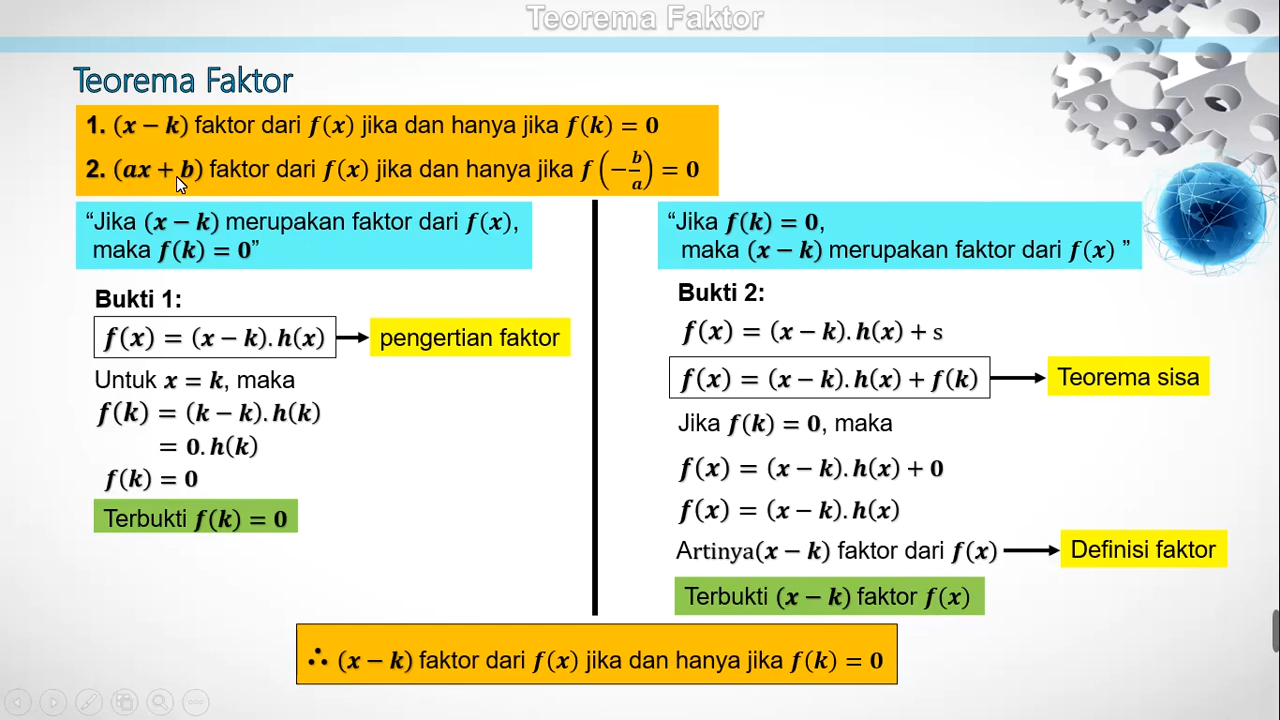 Teorema Faktor
Teorema Faktor
1. (x − k) faktor dari f(x) jika dan hanya jika f(k) = 0
2. (ax + b) faktor dari f(x) jika dan hanya jika f(−b/a) = 0
“Jika (x − k) merupakan faktor dari f(x),
maka f(k) = 0”
Bukti 1:
f(x) = (x − k). h(x)
pengertian faktor
Untuk x = k, maka
f(k) = (k − k). h(k)
= 0. h(k)
f(k) = 0
Terbukti f(k) = 0
“Jika f(k) = 0,
maka (x − k) merupakan faktor dari f(x) ”
Bukti 2:
f(x) = (x − k). h(x) + s
f(x) = (x − k). h(x) + f(k)
Teorema sisa
Jika f(k) = 0, maka
f(x) = (x − k). h(x) + 0
f(x) = (x − k). h(x)
Artinya(x − k) faktor dari f(x)
Definisi faktor
Terbukti (x − k) faktor f(x)
∴ (x − k) faktor dari f(x) jika dan hanya jika f(k) = 0